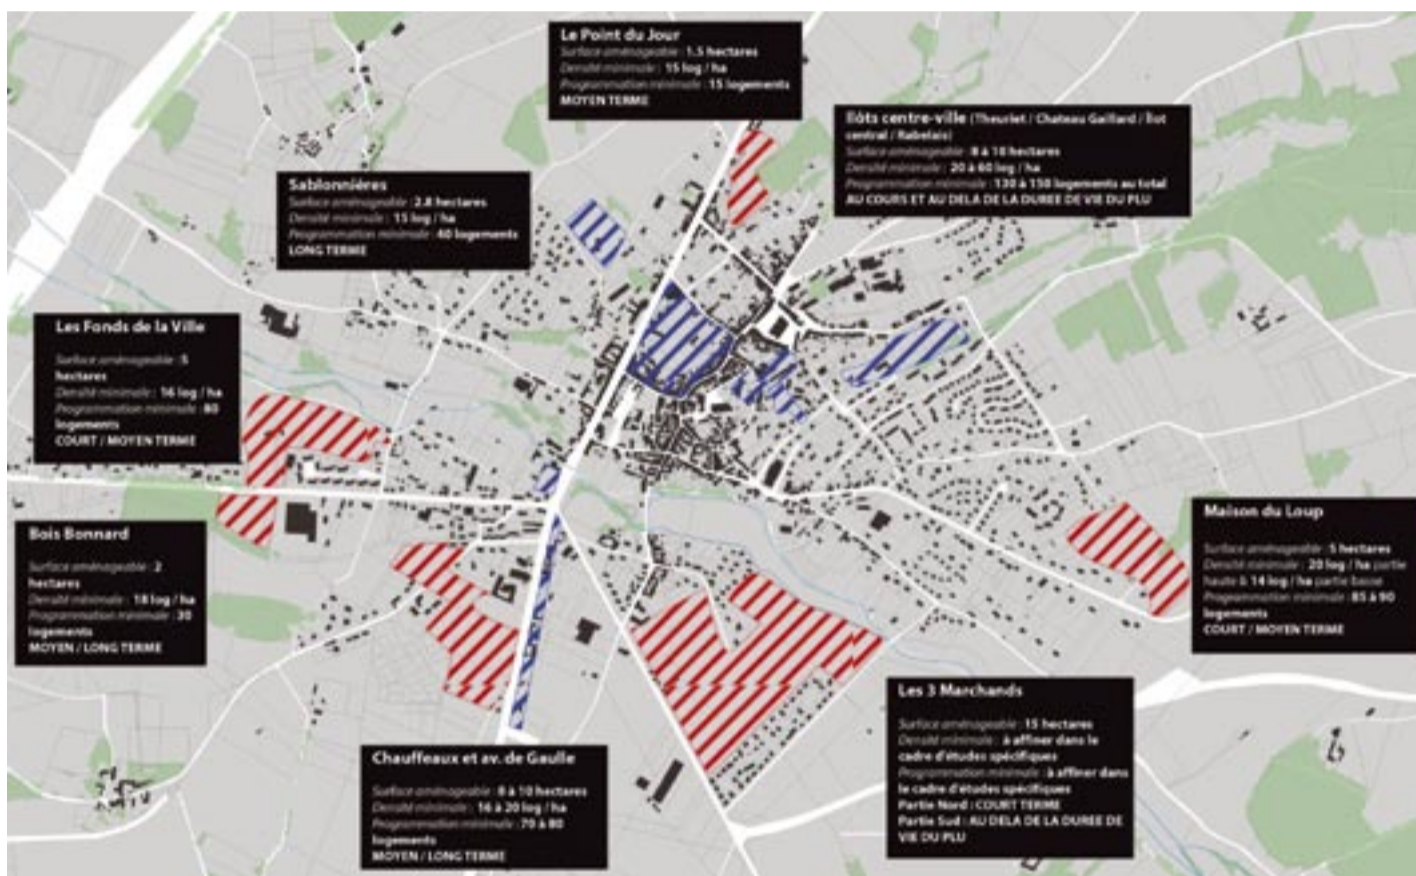 Le Point du Jour
Surface aménageable : 1.5 hectares
Densité minimale : 15 log / ha
Programmation minimale : 15 logements
MOYEN TERME
Ilôts centre-ville (Theuriet / Chateau Gaillard / Îlot
central / Rabelais)
Surface aménageable : 8 à 10 hectares
Densité minimale : 20 à 60 log / ha
Programmation minimale : 130 à 150 logements au total
AU COURS ET AU DELA DE LA DUREE DE VIE DU PLU
Sablonnières
Surface aménageable : 2.8 hectares
Densité minimale : 15 log / ha
Programmation minimale : 40 logements
LONG TERME
Les Fonds de la Ville
Surface aménageable : 5
hectares
Densité minimale : 16 log / ha
Programmation minimale : 80
logements
COURT / MOYEN TERME
Bois Bonnard
Surface aménageable : 2
hectares
Densité minimale : 18 log / ha
Programmation minimale : 30
logements
MOYEN / LONG TERME
Maison du Loup
Surface aménageable : 5 hectares
Densité minimale : 20 log / ha partie
haute & 14 log / ha partie basse
Programmation minimale : 85 à 90
logements
COURT / MOYEN TERME
Les 3 Marchands
Surface aménageable : 15 hectares
Densité minimale : à affiner dans le
cadre d'études spécifiques
Programmation minimale : à affiner dans
le cadre d'études spécifiques
Partie Nord : COURT TERME
Partie Sud : AU DELA DE LA DUREE DE
VIE DU PLU
Chauffeaux et av. de Gaulle
Surface aménageable : 8 à 10 hectares
Densité minimale : 16 à 20 log / ha
Programmation minimale : 70 à 80
logements
MOYEN / LONG TERME